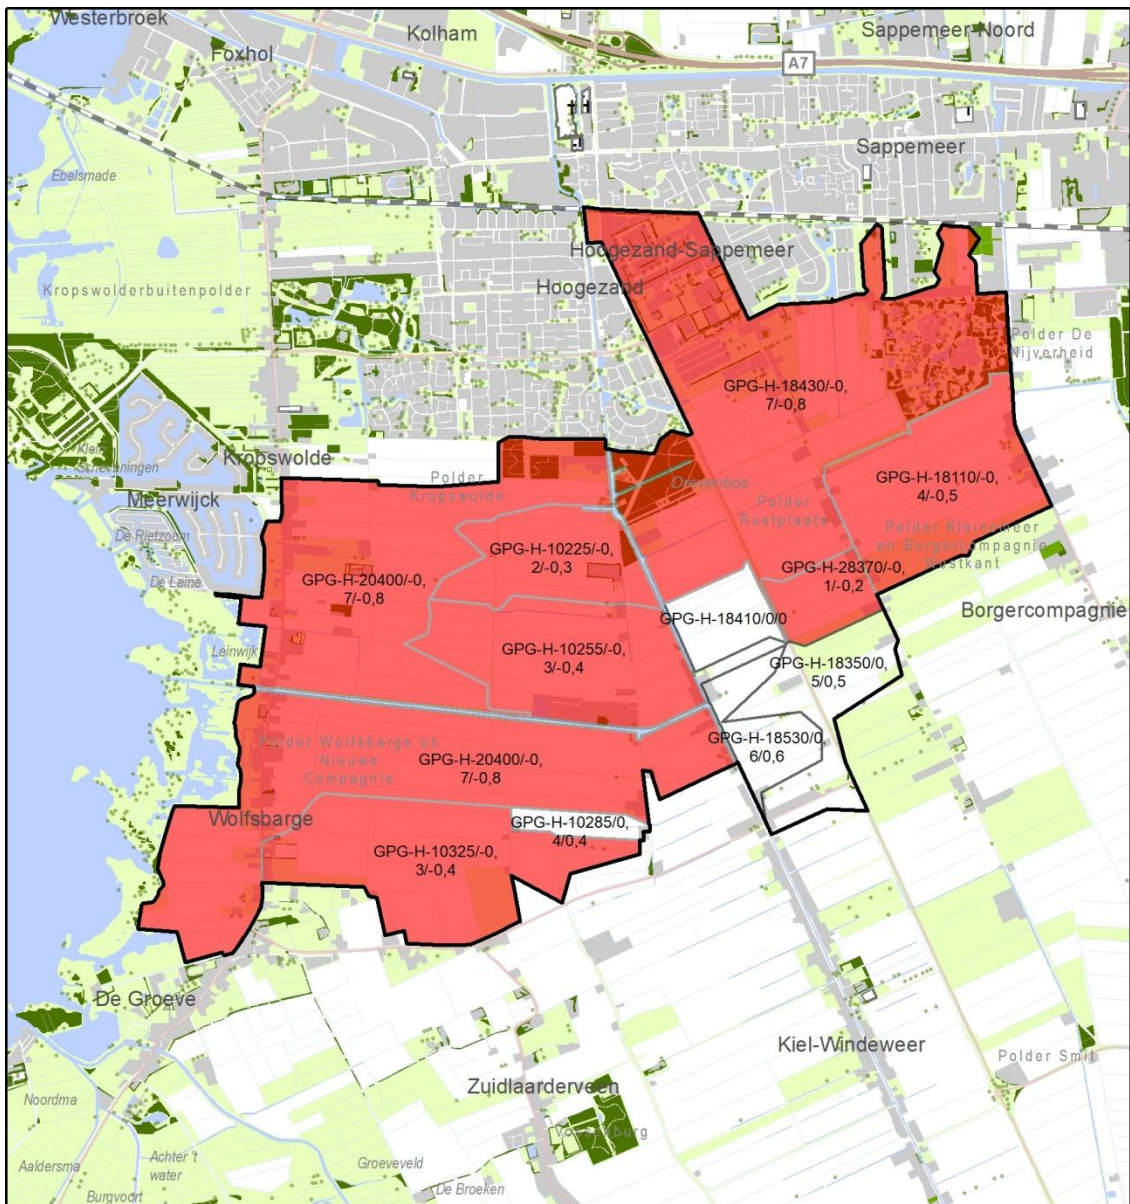 Westerbroek
Foxhol
Kolham
Sappemeer-Noord
A7
Sappemeer
Ebelsmade
Hoogezand-Sappemeer
Hoogezand
Kropswolderbuitenpolder
Polder De
Nijverheid
GPG-H-18430/-0,
7/-0,8
Kropswolde
Klein
Scheveningen
Meerwijck
Polder
Kropswolde
Drevenbos
GPG-H-18110/-0,
4/-0,5
Polder
Rustplaats
Polder Kleinemeer
en Borgercompagnie
Westkant
De Rietzoom
De Leine
GPG-H-10225/-0,
2/-0,3
GPG-H-20400/-0,
7/-0,8
GPG-H-28370/-0,
1/-0,2
Borgercompagnie
GPG-H-18410/0/0
Leinwijk
GPG-H-10255/-0,
3/-0,4
GPG-H-18350/0,
5/0,5
Polder Wolfsbarge en
Nieuwe
Compagnie
GPG-H-20400/-0,
7/-0,8
GPG-H-18530/0,
6/0,6
Wolfsbarge
GPG-H-10285/0,
4/0,4
GPG-H-10325/-0,
3/-0,4
De Groeve
Kiel-Windeweer
Polder Smit
Zuidlaarderveen
Noordma
Aaldersma
Achter 't
water
Burgvoort
Groeveveld
De Broeken